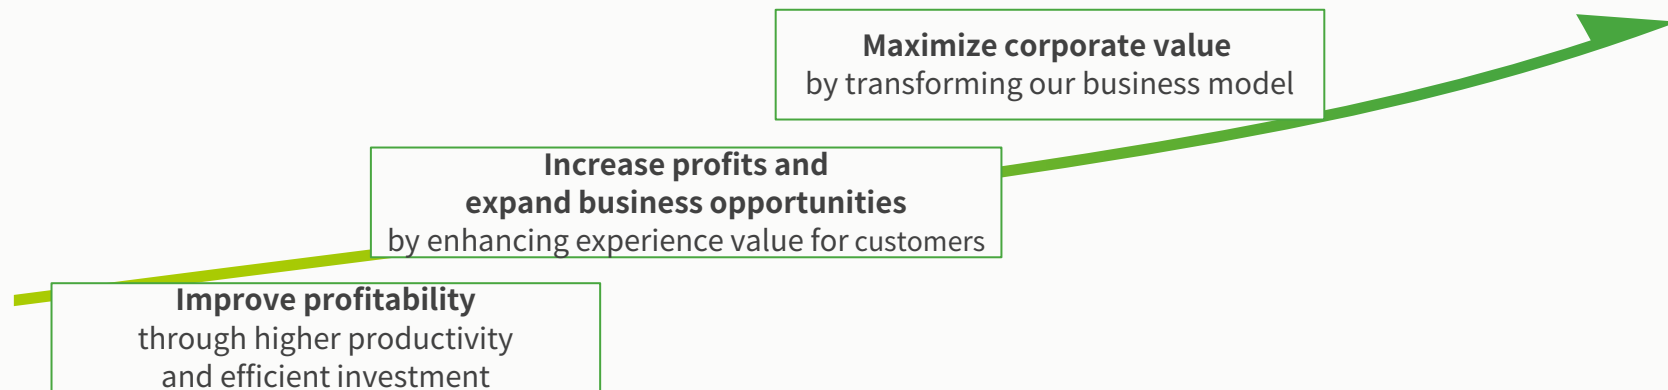 Maximize corporate value
by transforming our business model
Increase profits and
expand business opportunities
by enhancing experience value for customers
Improve profitability
through higher productivity
and efficient investment